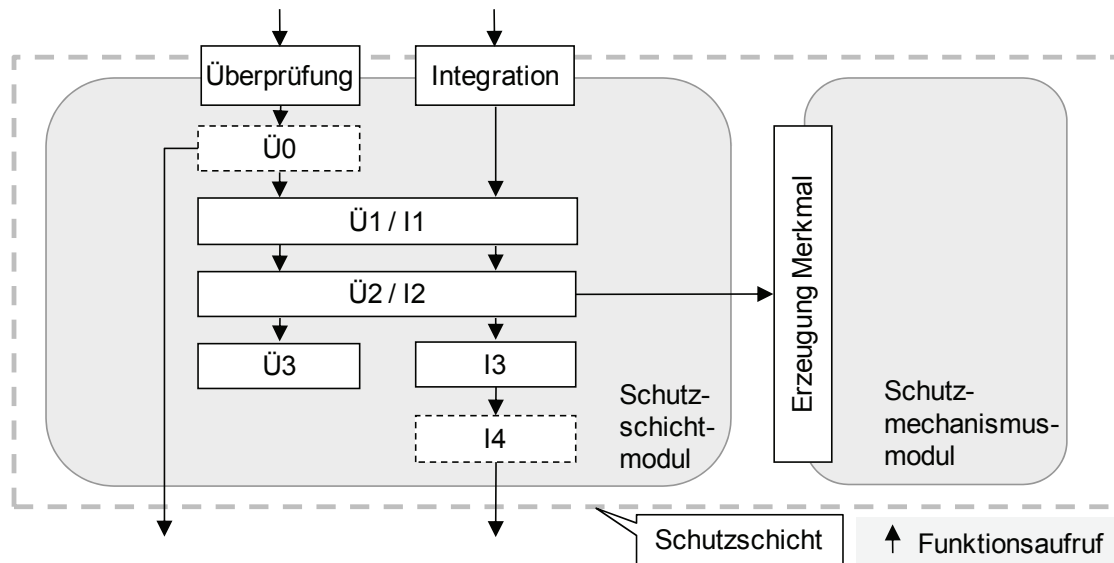 Überprüfung
Integration
Ü0
Ü1 / I1
Ü2 / I2
Ü3
I3
I4
Schutz-
schicht-
modul
Erzeugung Merkmal
Schutz-
mechanismus-
modul
Schutzschicht
Funktionsaufruf